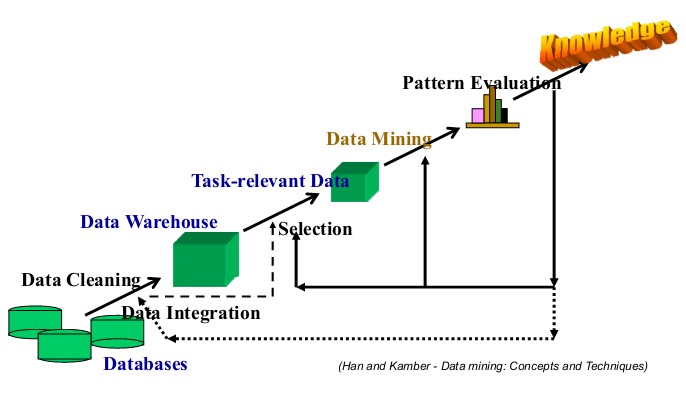 Knowledge
Pattern Evaluation
Data Mining
Task-relevant Data
Data Warehouse
Selection
Data Cleaning
Data Integration
Databases
(Han and Kamber - Data mining: Concepts and Techniques)